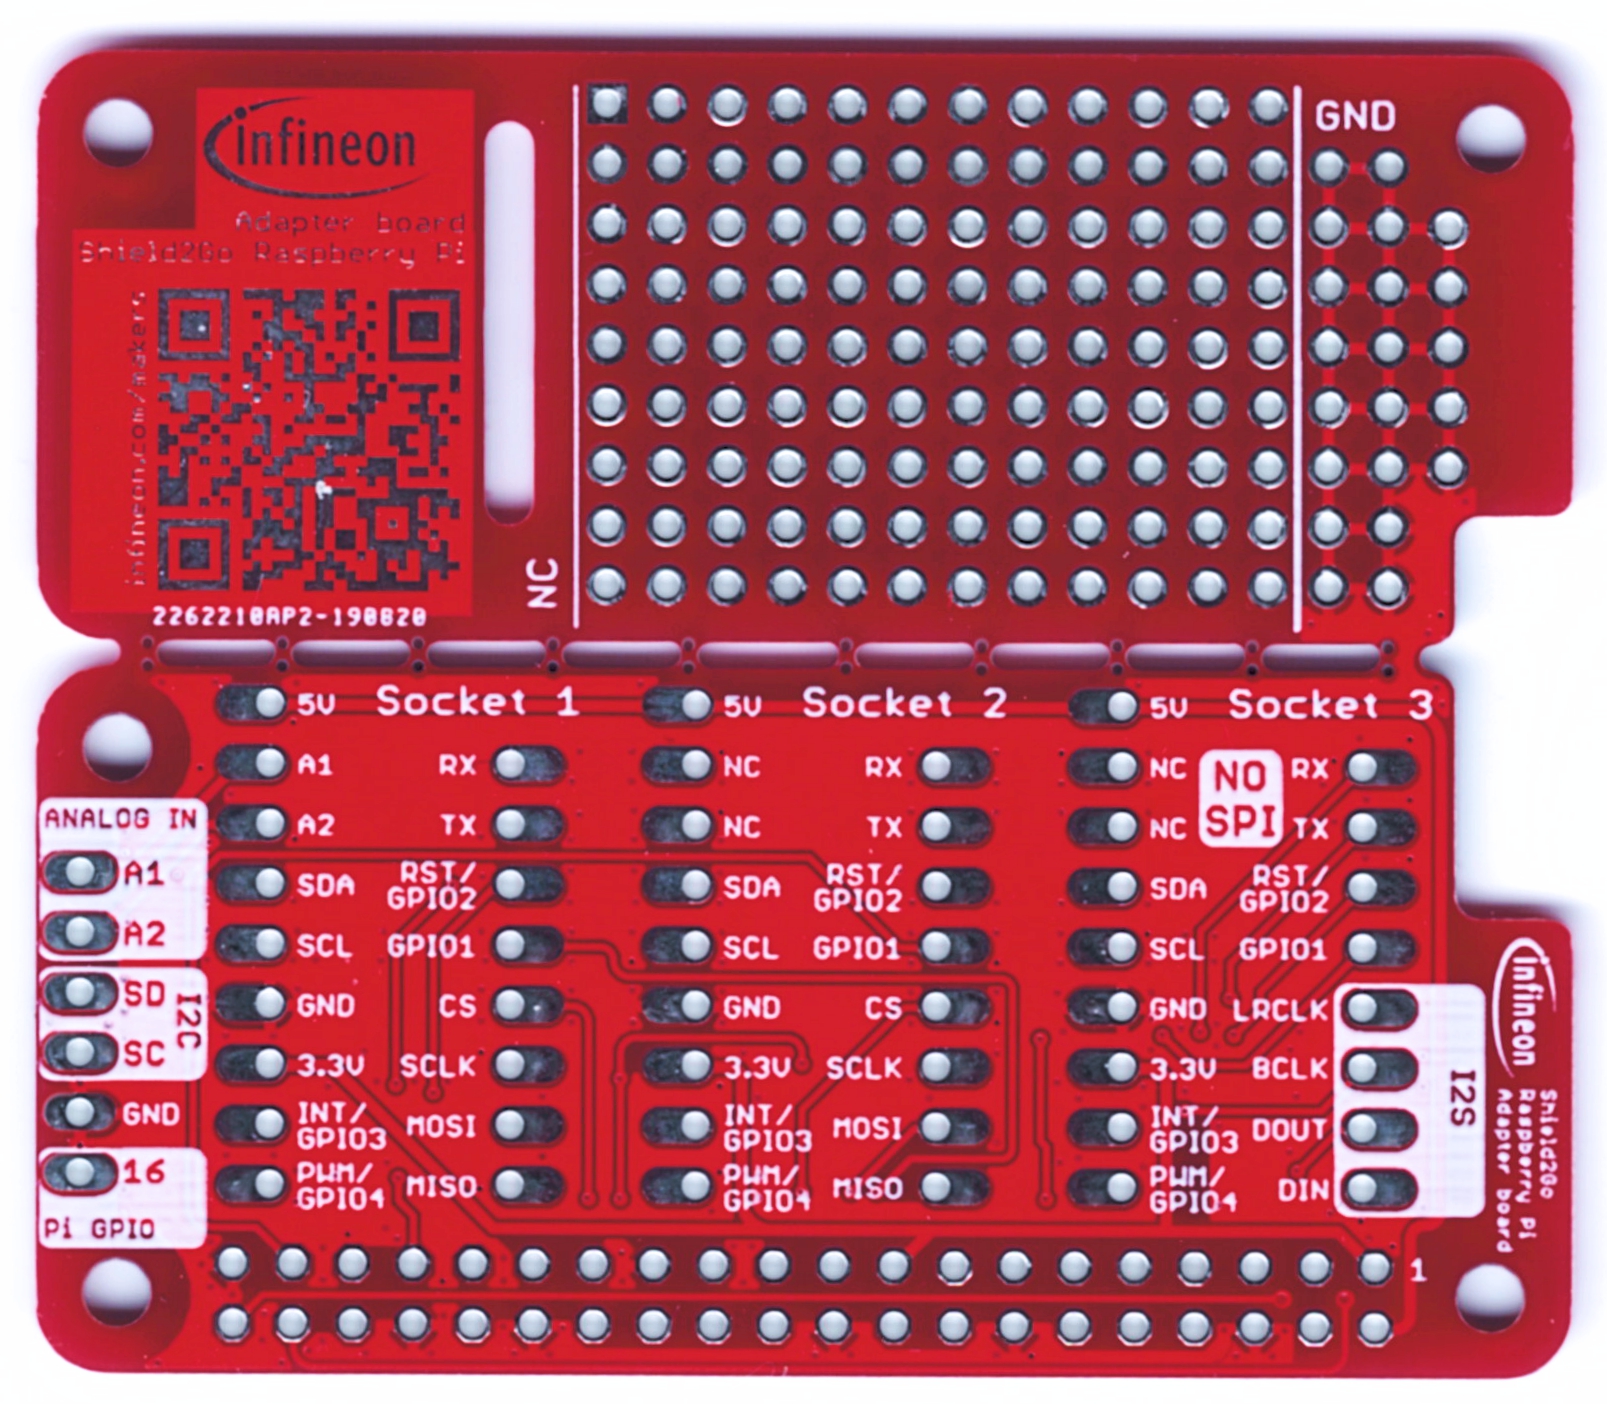 infineon
Adapter board
Shield2Go Raspberry Pi
infineon.com/makers
2262210AP2-190820
NC
GND
5V Socket 1
A1 RX
A2 TX
SDA RST/
GPIO2
SCL GPIO1
GND CS
3.3V SCLK
INT/
GPIO3 MOSI
PWM/
GPIO4 MISO
5V Socket 2
NC RX
NC TX
SDA RST/
GPIO2
SCL GPIO1
GND CS
3.3V SCLK
INT/
GPIO3 MOSI
PWM/
GPIO4 MISO
5V Socket 3
NC RX
NO
SPI
NC TX
SDA RST/
GPIO2
SCL GPIO1
GND LRCLK
3.3V BCLK
INT/
GPIO3 DOUT
PWM/
GPIO4 DIN
I2S
ANALOG IN
A1
A2
SD
SC
I2C
GND
16
Pi GPIO
1
infineon
Shield2Go
Raspberry Pi
Adapter board